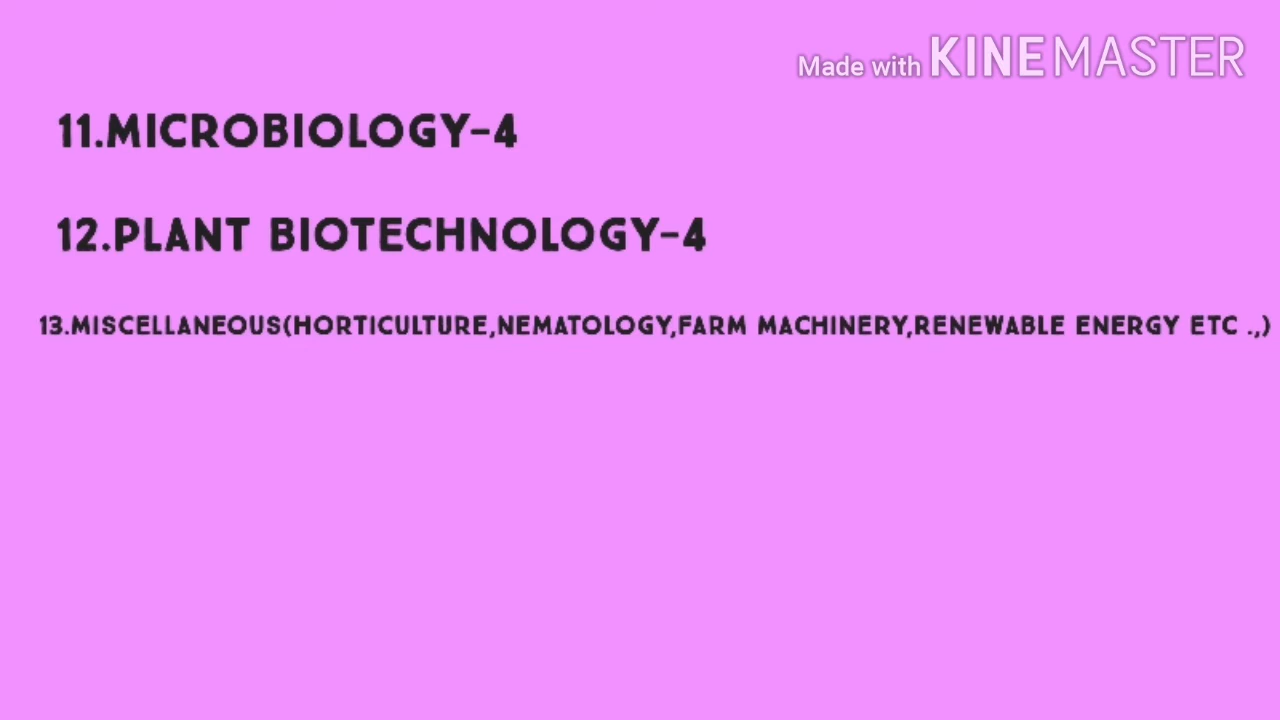 Made with KINEMASTER
11.MICROBIOLOGY-4
12.PLANT BIOTECHNOLOGY-4
13.MISCELLANEOUS(HORTICULTURE,NEMATOLOGY,FARM MACHINERY,RENEWABLE ENERGY ETC .,)